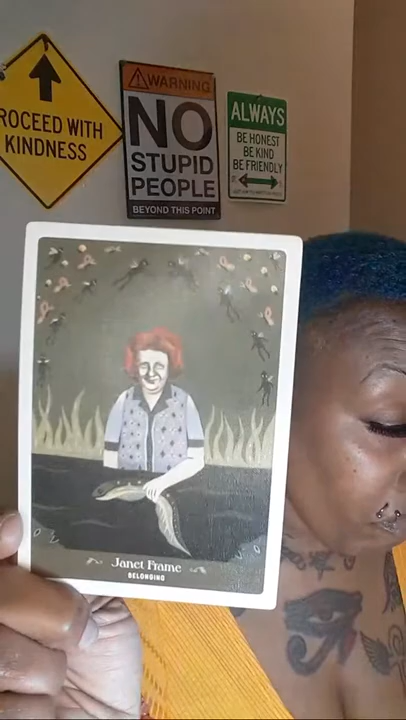 ROCEED WITH
KINDNESS
WARNING
NO
STUPID
PEOPLE
BEYOND THIS POINT
ALWAYS
BE HONEST
BE KIND
BE FRIENDLY
Janet Frame
BELONGING